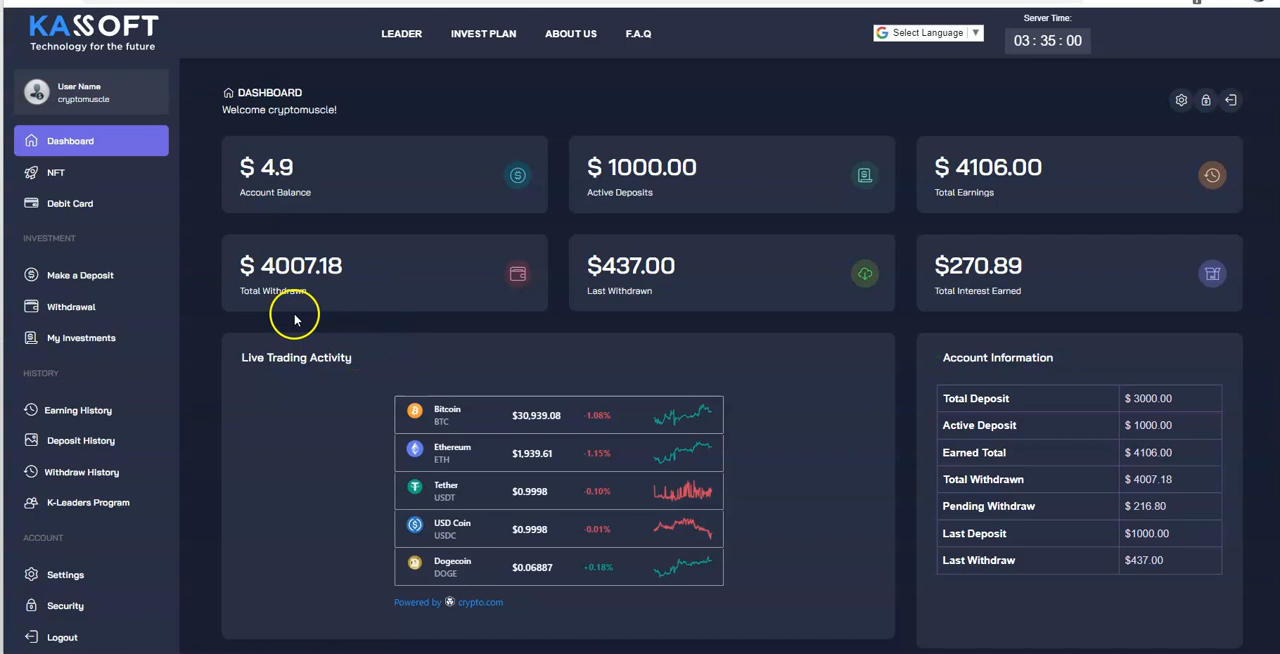 KASSOFT
Technology for the future
LEADER
INVEST PLAN
ABOUT US
F.A.Q
Select Language ▼
Server Time:
03 : 35 : 00
User Name
cryptomuscle
Dashboard
NFT
Debit Card
INVESTMENT
Make a Deposit
Withdrawal
My Investments
HISTORY
Earning History
Deposit History
Withdraw History
K-Leaders Program
ACCOUNT
Settings
Security
Logout
DASHBOARD
Welcome cryptomuscle!
$ 4.9
Account Balance
$ 1000.00
Active Deposits
$ 4106.00
Total Earnings
$ 4007.18
Total Withdrawn
$437.00
Last Withdrawn
$270.89
Total Interest Earned
Live Trading Activity
Bitcoin
BTC
$30,939.08
-1.08%
Ethereum
ETH
$1,939.61
-1.15%
Tether
USDT
$0.9998
-0.10%
USD Coin
USDC
$0.9998
-0.01%
Dogecoin
DOGE
$0.06887
+0.18%
Powered by crypto.com
Account Information
Total Deposit $ 3000.00
Active Deposit $ 1000.00
Earned Total $ 4106.00
Total Withdrawn $ 4007.18
Pending Withdraw $ 216.80
Last Deposit $1000.00
Last Withdraw $437.00